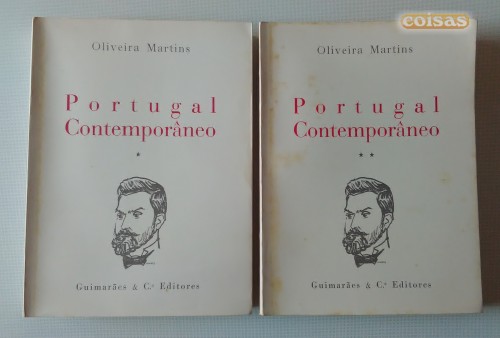 coisas
Oliveira Martins
Portugal
Contemporâneo
*
Guimarães & C.ª Editores
Oliveira Martins
Portugal
Contemporâneo
* *
Guimarães & C.ª Editores